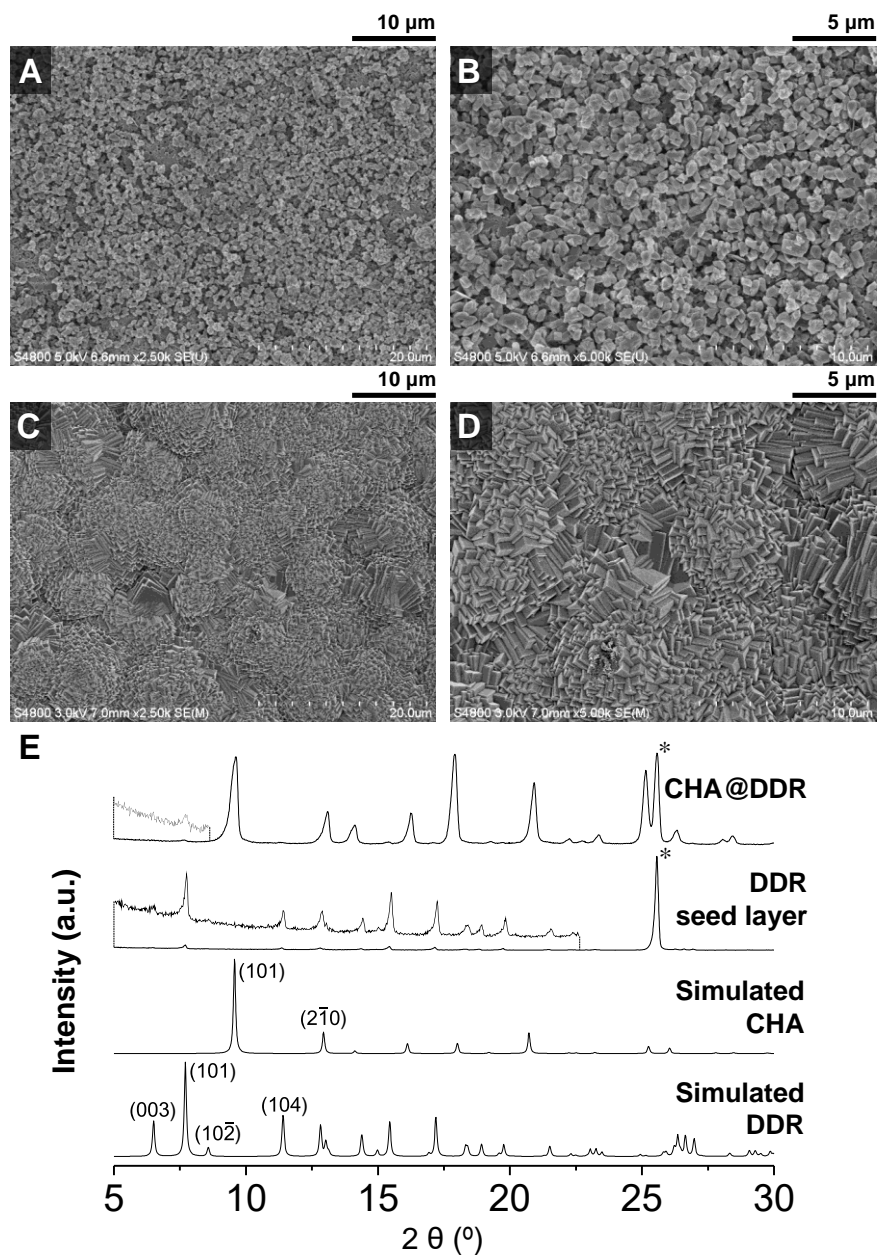 10 µm
5 µm
A
B
S4800 5.0kV 6.6mm x2.50k SE(U)
20.0um
S4800 5.0kV 6.6mm x5.00k SE(U)
10.0um
10 µm
5 µm
C
D
S4800 3.0kV 7.0mm x2.50k SE(M)
20.0um
S4800 3.0kV 7.0mm x5.00k SE(M)
10.0um
E
*
CHA@DDR
*
DDR
seed layer
(101)
Simulated
CHA
(21̅0)
(101)
Simulated
DDR
(003)
(104)
(102̅)
Intensity (a.u.)
5 10 15 20 25 30
2 θ (º)